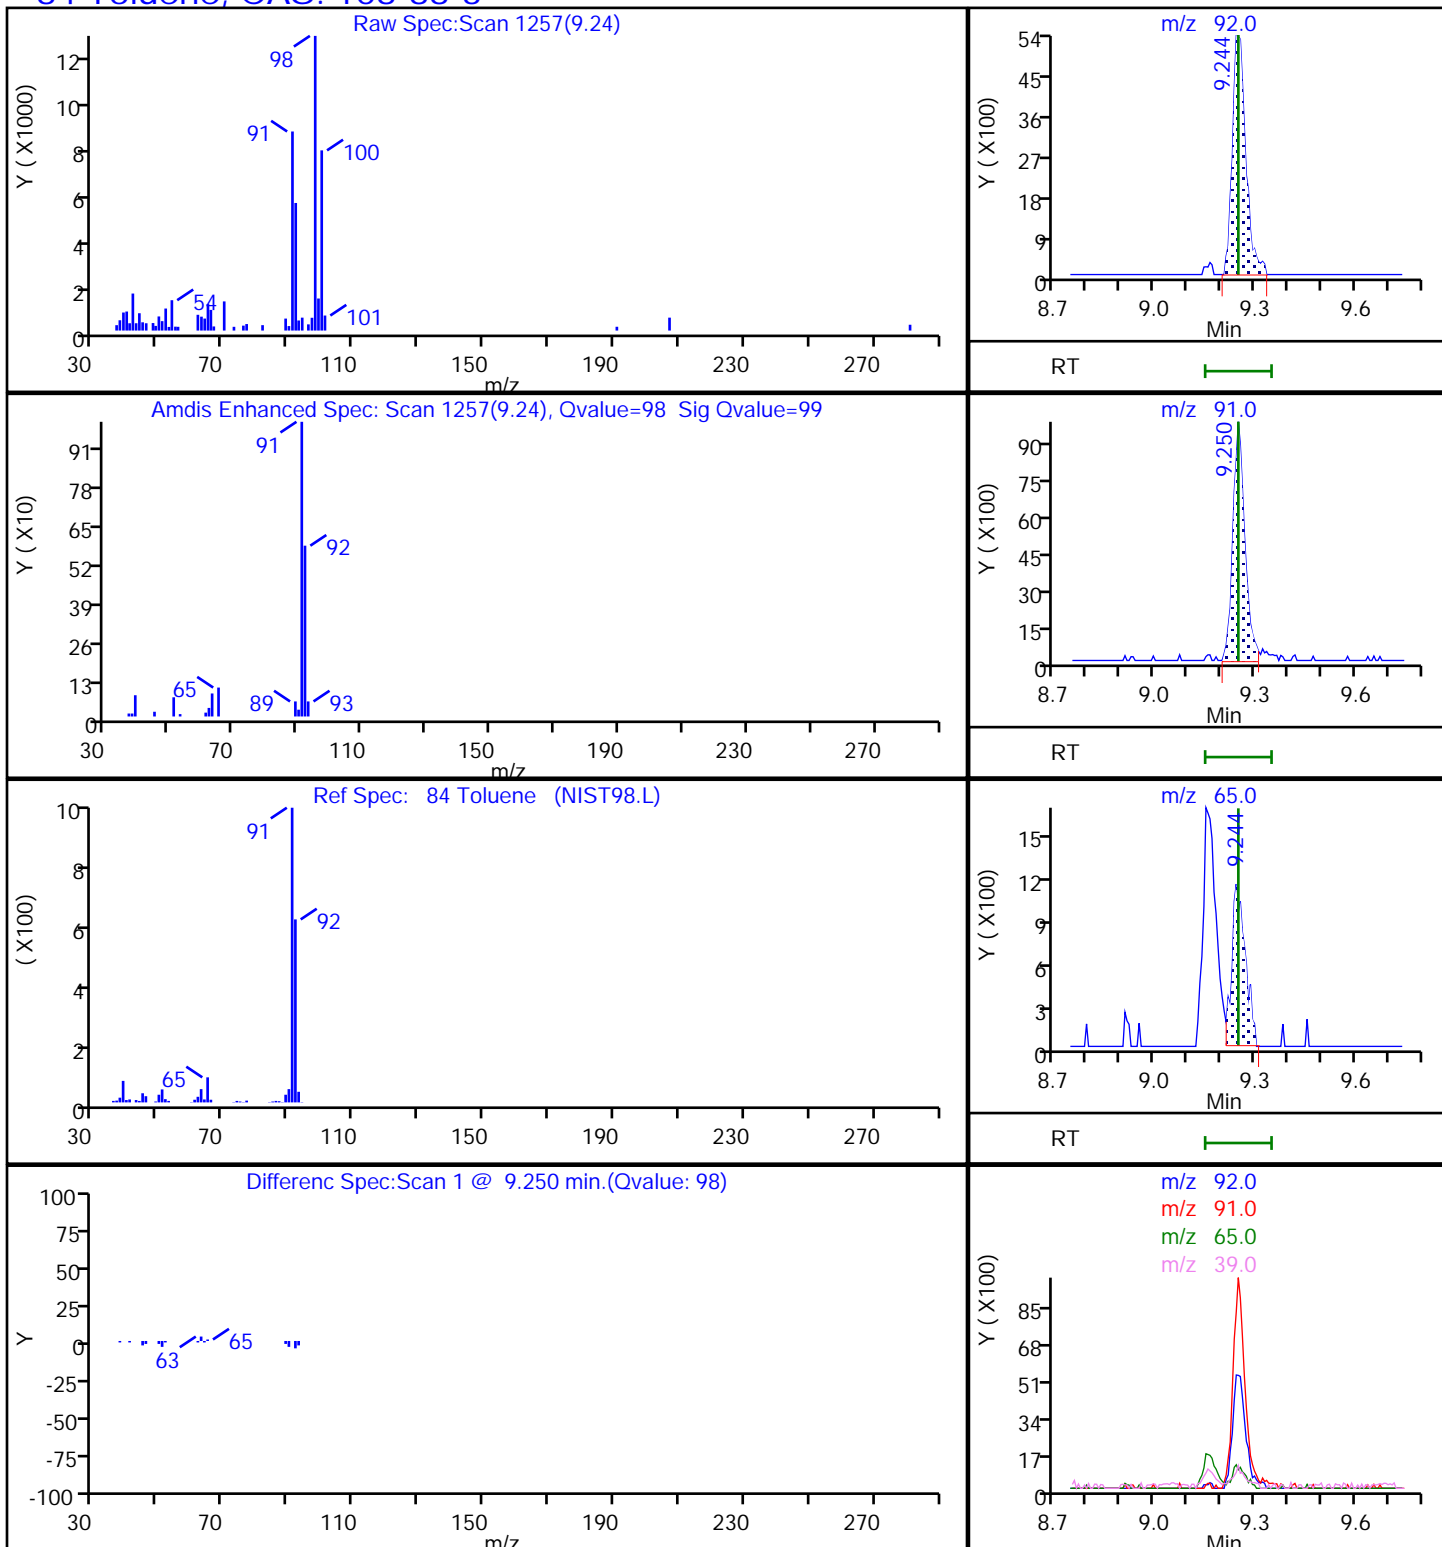 Raw Spec:Scan 1257(9.24)
Y ( X1000)
12
10
8
6
4
2
0
98
91
100
54
101
30 70 110 150 190 230 270
m/z
m/z 92.0
Y ( X100)
54
45
36
27
18
9
0
9.244
8.7 9.0 9.3 9.6
Min
RT
Amdis Enhanced Spec: Scan 1257(9.24), Qvalue=98 Sig Qvalue=99
Y ( X10)
91
78
65
52
39
26
13
0
91
92
65
89
93
30 70 110 150 190 230 270
m/z
m/z 91.0
Y ( X100)
90
75
60
45
30
15
0
9.250
8.7 9.0 9.3 9.6
Min
RT
Ref Spec: 84 Toluene (NIST98.L)
( X100)
10
8
6
4
2
0
91
92
65
30 70 110 150 190 230 270
m/z 65.0
Y ( X100)
15
12
9
6
3
0
9.244
8.7 9.0 9.3 9.6
Min
RT
Differenc Spec:Scan 1 @ 9.250 min.(Qvalue: 98)
Y
100
75
50
25
0
-25
-50
-75
-100
63
65
30 70 110 150 190 230 270
m/z
m/z 92.0
m/z 91.0
m/z 65.0
m/z 39.0
Y ( X100)
85
68
51
34
17
0
8.7 9.0 9.3 9.6
Min